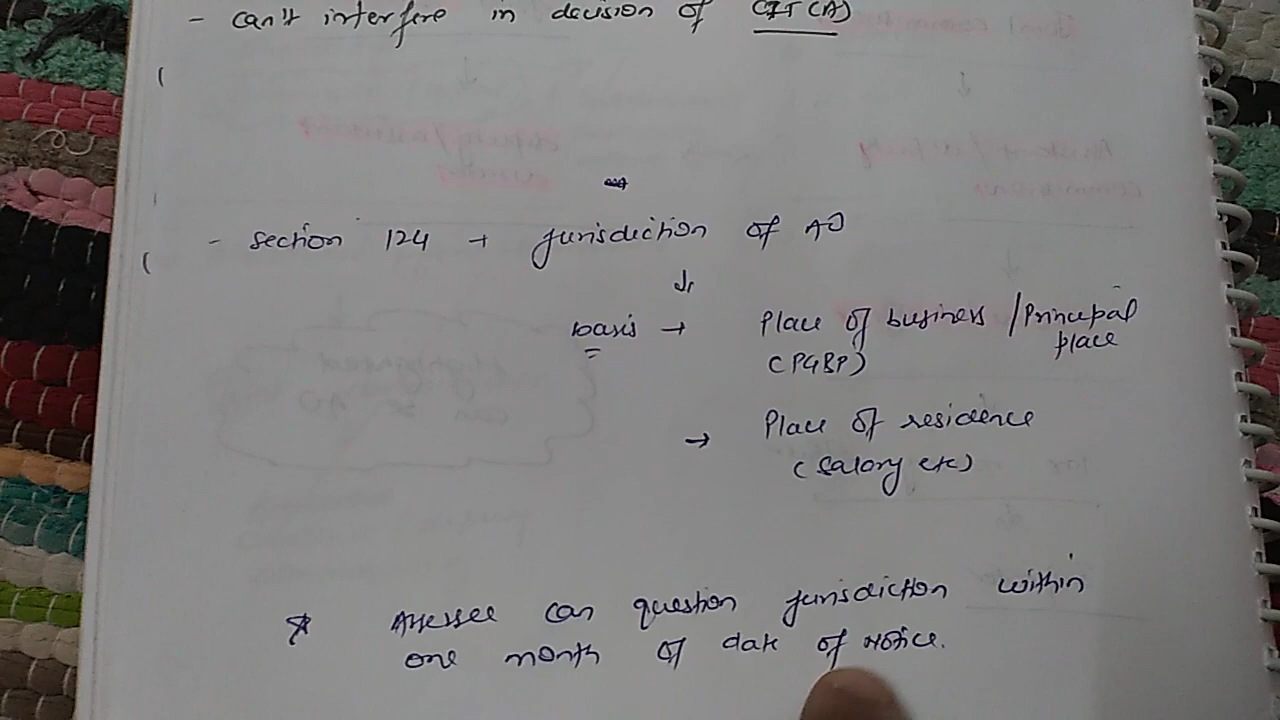 - can't interfere in decision of CIT(A)
- section 124 → jurisdiction of AO
basis → Place of business / Principal place
(PGBP)
→ Place of residence
(salary etc)
* Assessee can question jurisdiction within
one month of date of notice.